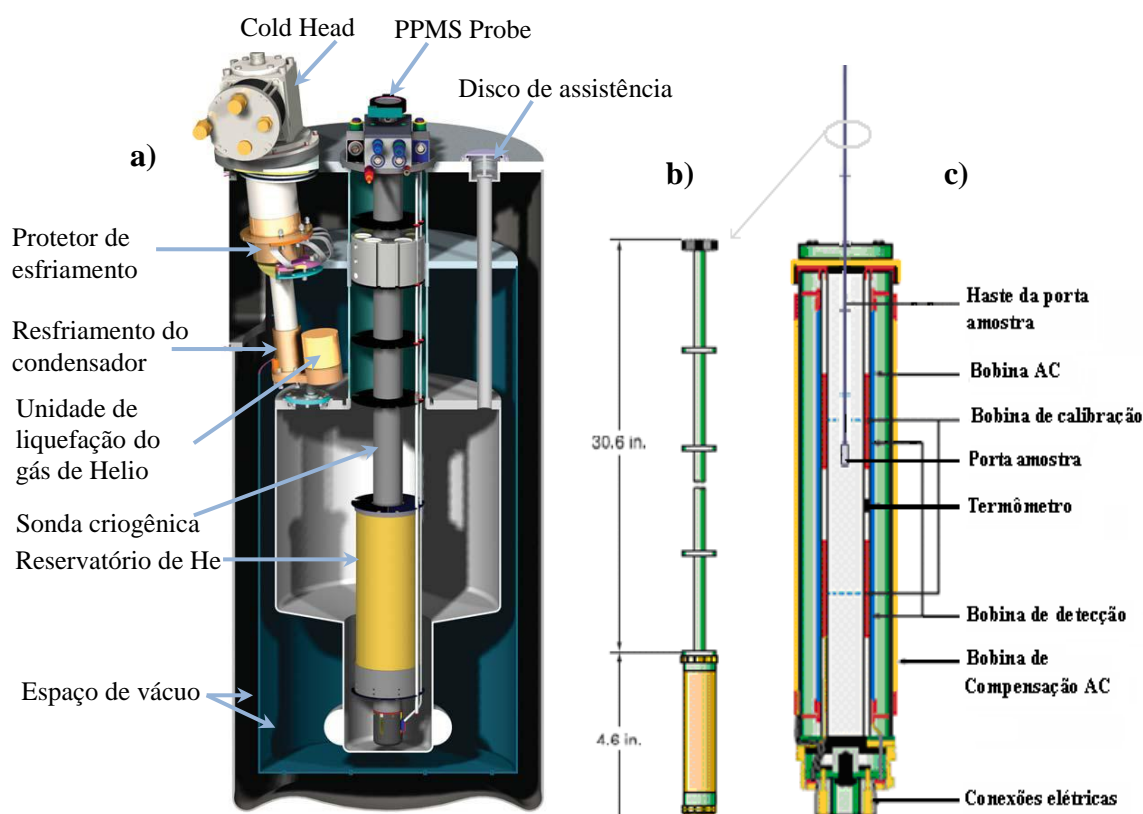 Cold Head
PPMS Probe
Disco de assistência
a)
b)
c)
Protetor de
esfriamento
Resfriamento do
condensador
Unidade de
liquefação do
gás de Helio
Sonda criogênica
Reservatório de He
Espaço de vácuo
30.6 in.
4.6 in.
Haste da porta
amostra
Bobina AC
Bobina de calibração
Porta amostra
Termômetro
Bobina de detecção
Bobina de
Compensação AC
Conexões elétricas